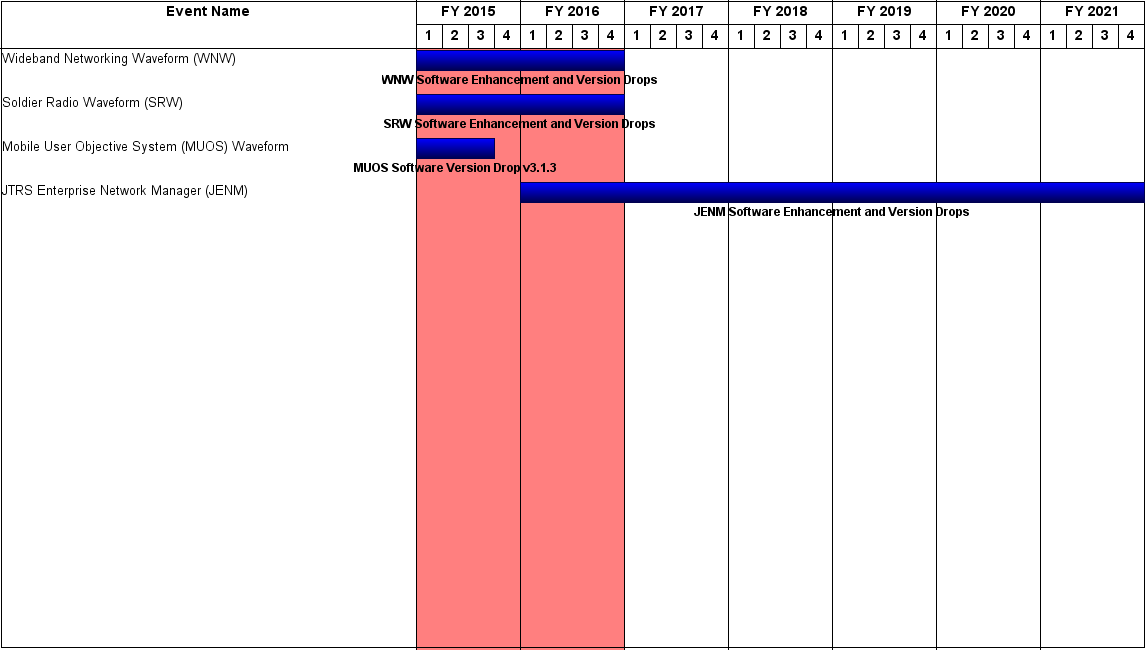 Event Name FY 2015 FY 2016 FY 2017 FY 2018 FY 2019 FY 2020 FY 2021
1 2 3 4 1 2 3 4 1 2 3 4 1 2 3 4 1 2 3 4 1 2 3 4 1 2 3 4
Wideband Networking Waveform (WNW)
WNW Software Enhancement and Version Drops
Soldier Radio Waveform (SRW)
SRW Software Enhancement and Version Drops
Mobile User Objective System (MUOS) Waveform
MUOS Software Version Drop v3.1.3
JTRS Enterprise Network Manager (JENM)
JENM Software Enhancement and Version Drops